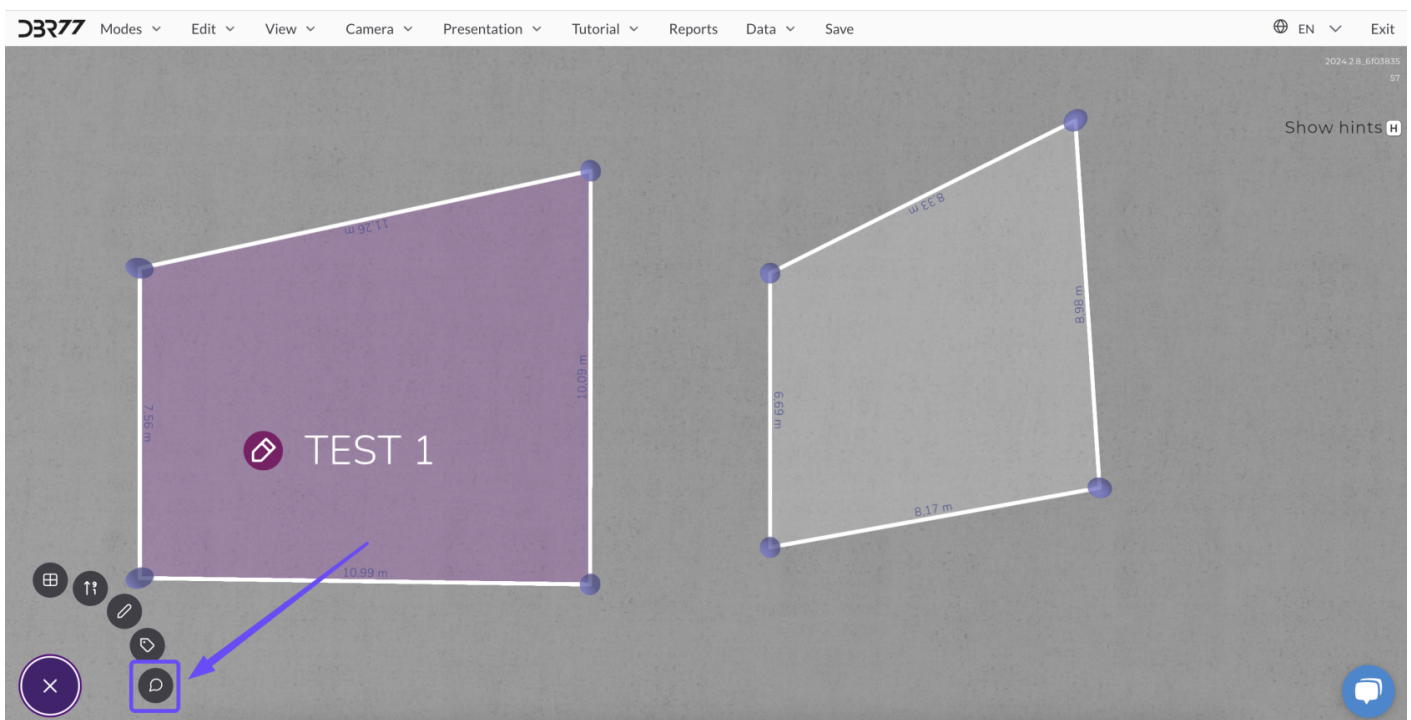 DBR77 Modes Edit View Camera Presentation Tutorial Reports Data Save EN Exit
2024.2.8_6f03835
57
Show hints H
11,26 m
8,33 m
8,98 m
10,09 m
7,56 m
6,69 m
TEST 1
8,17 m
10,99 m